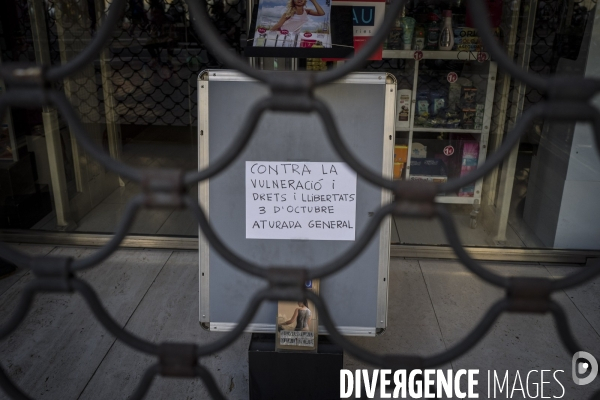 CONTRA LA
VULNERACIÓ I
DRETS I LLIBERTATS
3 D'OCTUBRE
ATURADA GENERAL
DIVERGENCE IMAGES